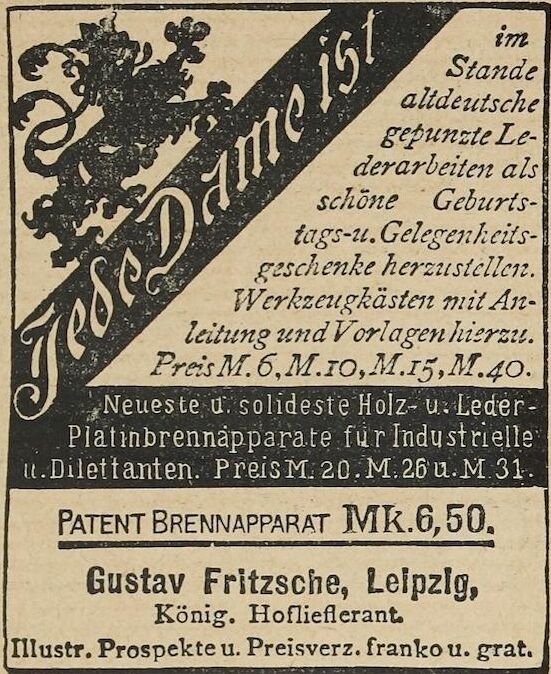 Jede Dame ist
im
Stande
altdeutsche
gepunzte Le-
derarbeiten als
schöne Geburts-
tags-u. Gelegenheits-
geschenke herzustellen.
Werkzeugkästen mit An-
leitung und Vorlagen hierzu.
Preis M. 6, M. 10, M. 15, M. 40.
Neueste u. solideste Holz- u. Leder-
Platinbrennapparate für Industrielle
u. Dilettanten. Preis M. 20. M. 26 u. M 31.
PATENT BRENNAPPARAT MK. 6,50.
Gustav Fritzsche, Leipzig,
König. Hofliefierant.
Illustr. Prospekte u. Preisverz. franko u. grat.